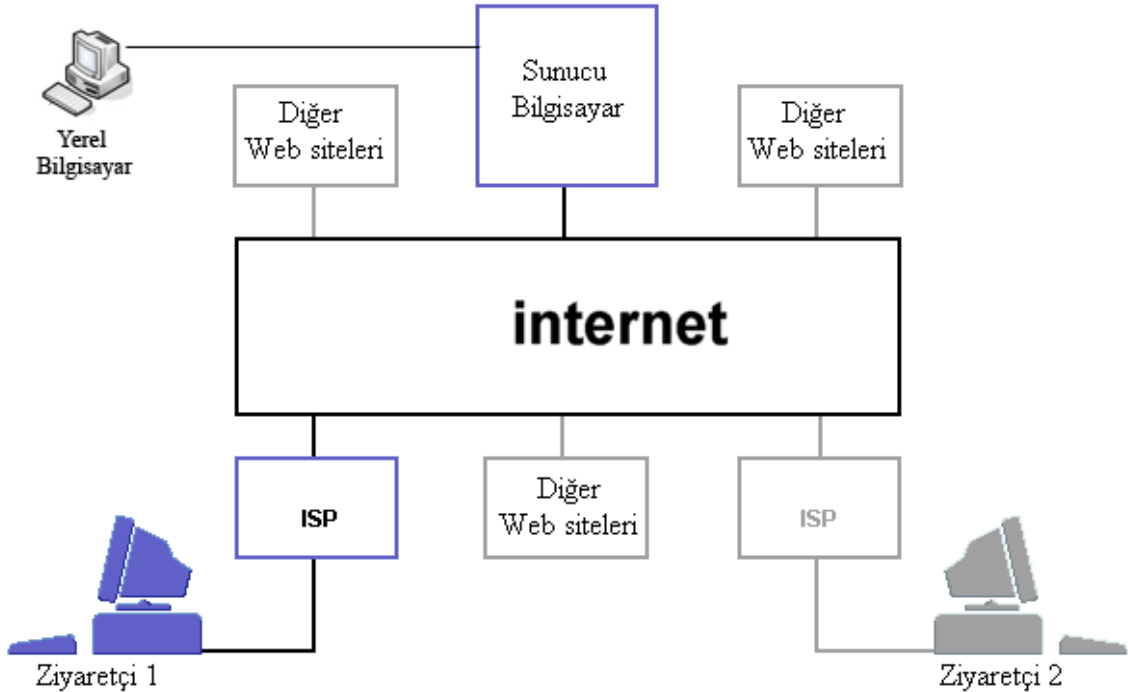 Sunucu
Bilgisayar
Yerel
Bilgisayar
Diğer
Web siteleri
Diğer
Web siteleri
internet
ISP
Diğer
Web siteleri
ISP
Ziyaretçi 1
Ziyaretçi 2